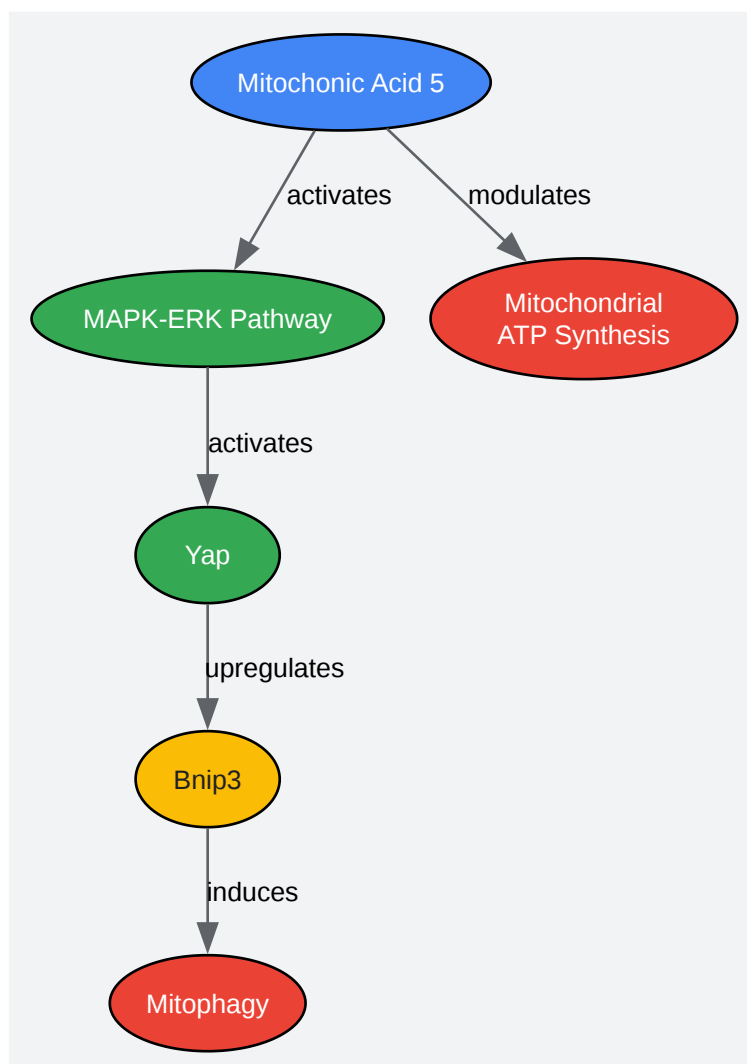 Mitochonic Acid 5
activates
modulates
MAPK-ERK Pathway
Mitochondrial
ATP Synthesis
activates
Yap
upregulates
Bnip3
induces
Mitophagy